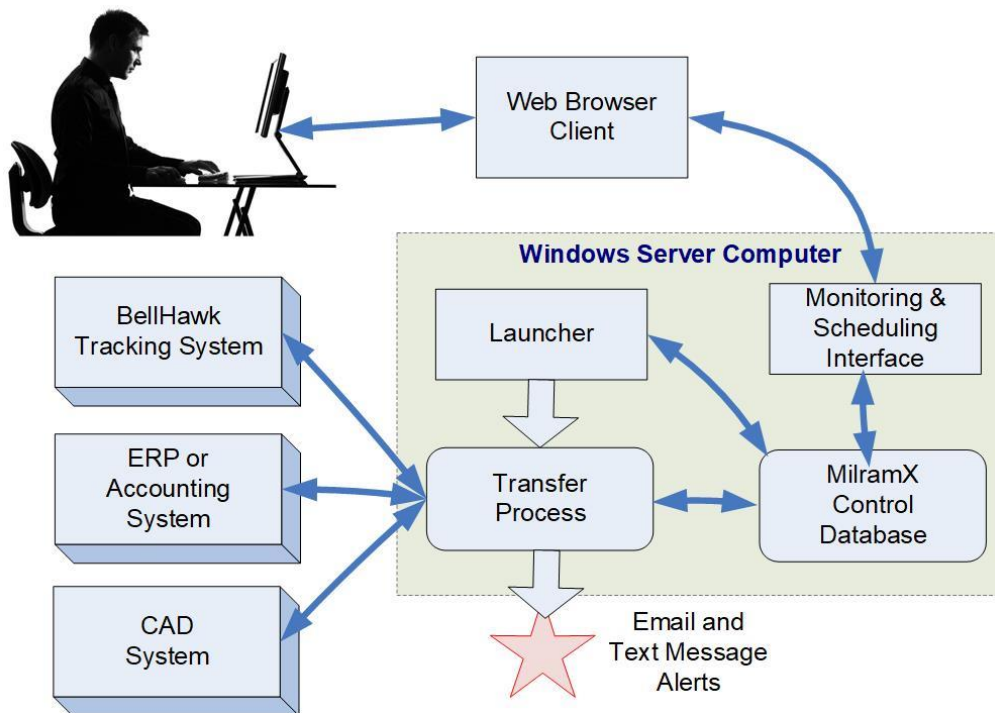 Web Browser
Client
Windows Server Computer
BellHawk
Tracking System
Launcher
Monitoring &
Scheduling
Interface
ERP or
Accounting
System
Transfer
Process
MilramX
Control
Database
CAD
System
Email and
Text Message
Alerts